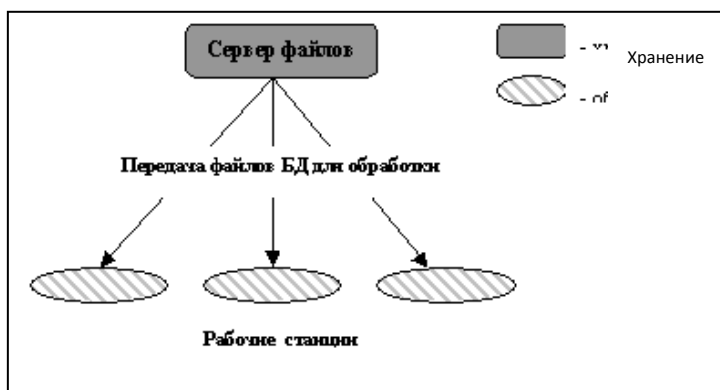 Сервер файлов
Хранение
Передача файлов БД для обработки
Рабочие станции